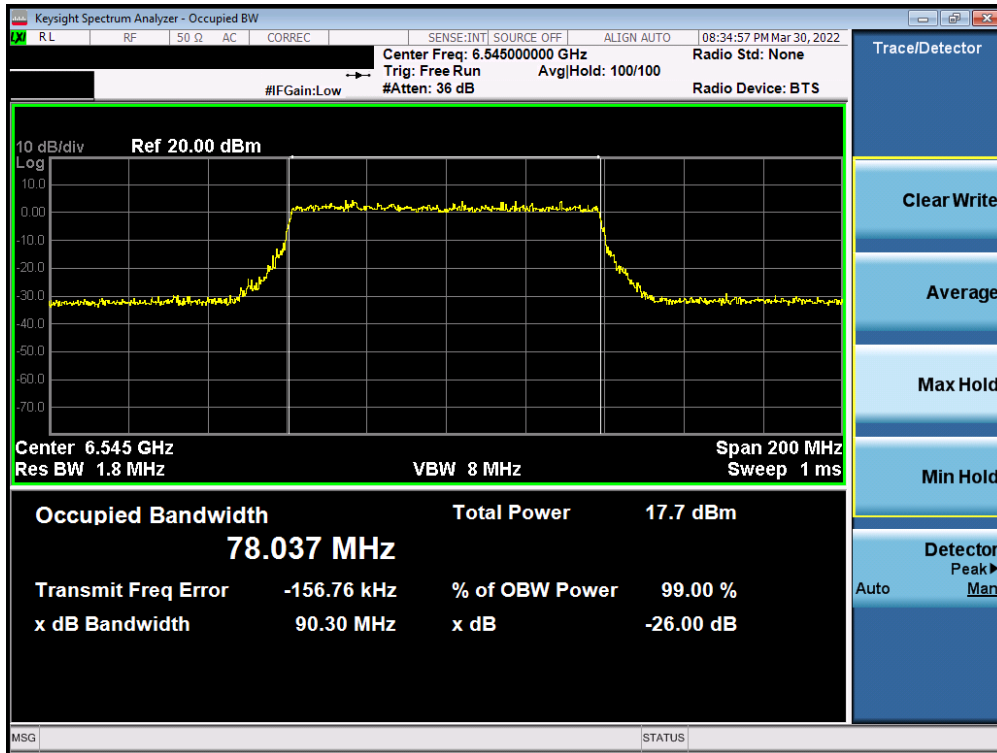 Keysight Spectrum Analyzer - Occupied BW
LXI RL RF 50 Ω AC CORREC SENSE:INT SOURCE OFF ALIGN AUTO 08:34:57 PM Mar 30, 2022
Center Freq: 6.545000000 GHz Radio Std: None
Trig: Free Run Avg|Hold: 100/100
#IFGain:Low #Atten: 36 dB Radio Device: BTS
Trace/Detector
10 dB/div Ref 20.00 dBm
Log
10.0
0.00
-10.0
-20.0
-30.0
-40.0
-50.0
-60.0
-70.0
Center 6.545 GHz Span 200 MHz
Res BW 1.8 MHz VBW 8 MHz Sweep 1 ms
Occupied Bandwidth Total Power 17.7 dBm
78.037 MHz
Transmit Freq Error -156.76 kHz % of OBW Power 99.00 %
x dB Bandwidth 90.30 MHz x dB -26.00 dB
Clear Write
Average
Max Hold
Min Hold
Detector
Peak▶
Auto Man
MSG STATUS